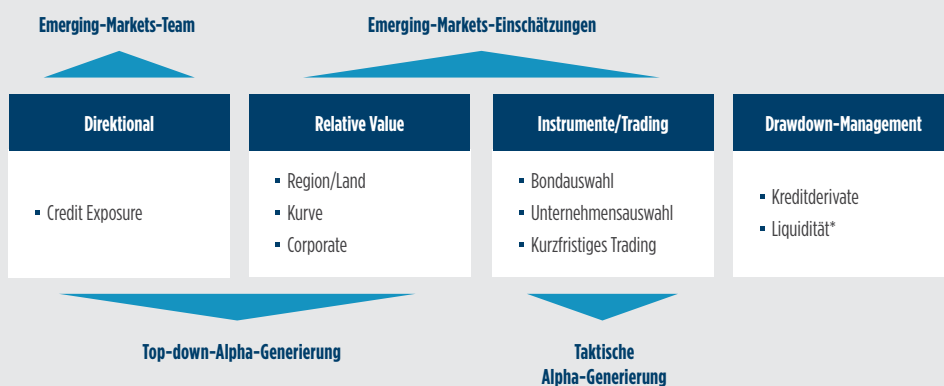 Emerging-Markets-Team
Emerging-Markets-Einschätzungen
Direktional
Credit Exposure
Relative Value
Region/Land
Kurve
Corporate
Instrumente/Trading
Bondauswahl
Unternehmensauswahl
Kurzfristiges Trading
Drawdown-Management
Kreditderivate
Liquidität*
Top-down-Alpha-Generierung
Taktische
Alpha-Generierung